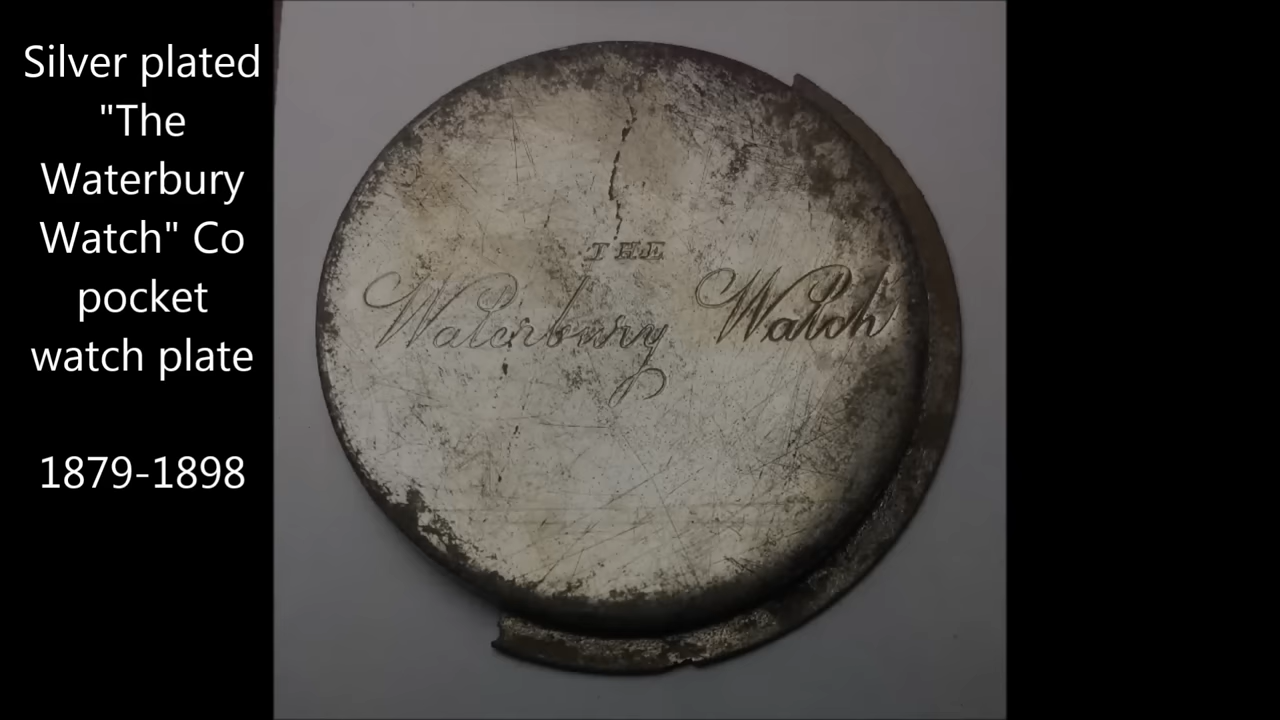 Silver plated
"The
Waterbury
Watch" Co
pocket
watch plate
1879-1898
THE
Waterbury Watch